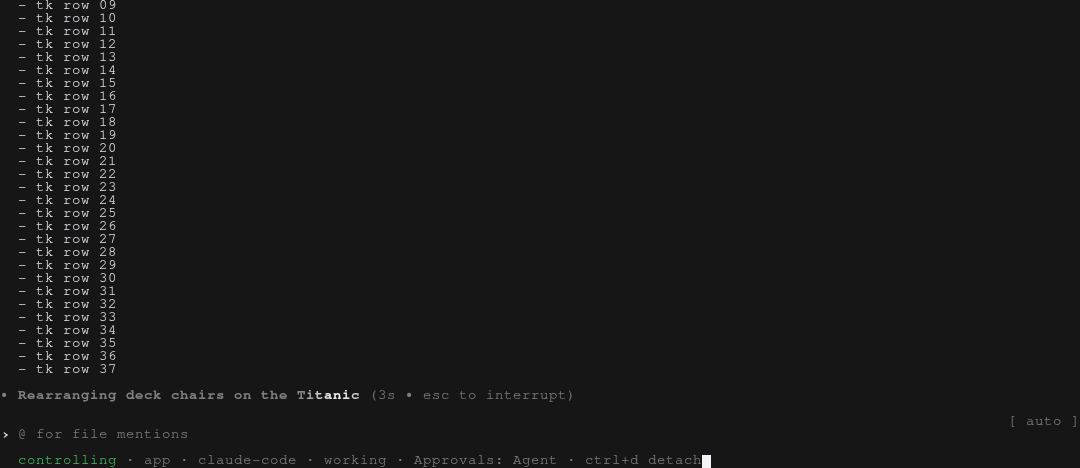 - tk row 09
- tk row 10
- tk row 11
- tk row 12
- tk row 13
- tk row 14
- tk row 15
- tk row 16
- tk row 17
- tk row 18
- tk row 19
- tk row 20
- tk row 21
- tk row 22
- tk row 23
- tk row 24
- tk row 25
- tk row 26
- tk row 27
- tk row 28
- tk row 29
- tk row 30
- tk row 31
- tk row 32
- tk row 33
- tk row 34
- tk row 35
- tk row 36
- tk row 37
• Rearranging deck chairs on the Titanic (3s • esc to interrupt)
[ auto ]
› @ for file mentions
controlling · app · claude-code · working · Approvals: Agent · ctrl+d detach